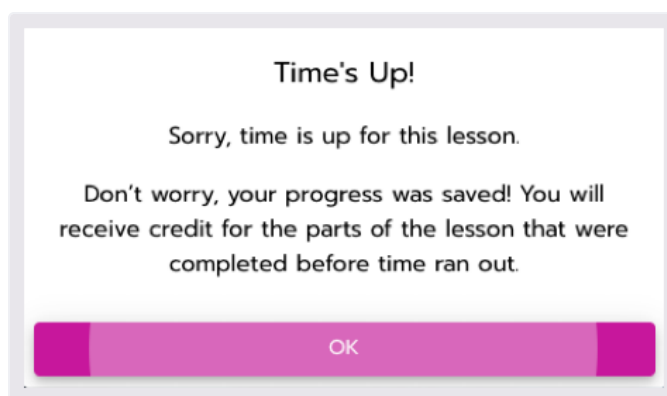 Time's Up!
Sorry, time is up for this lesson.
Don’t worry, your progress was saved! You will
receive credit for the parts of the lesson that were
completed before time ran out.
OK